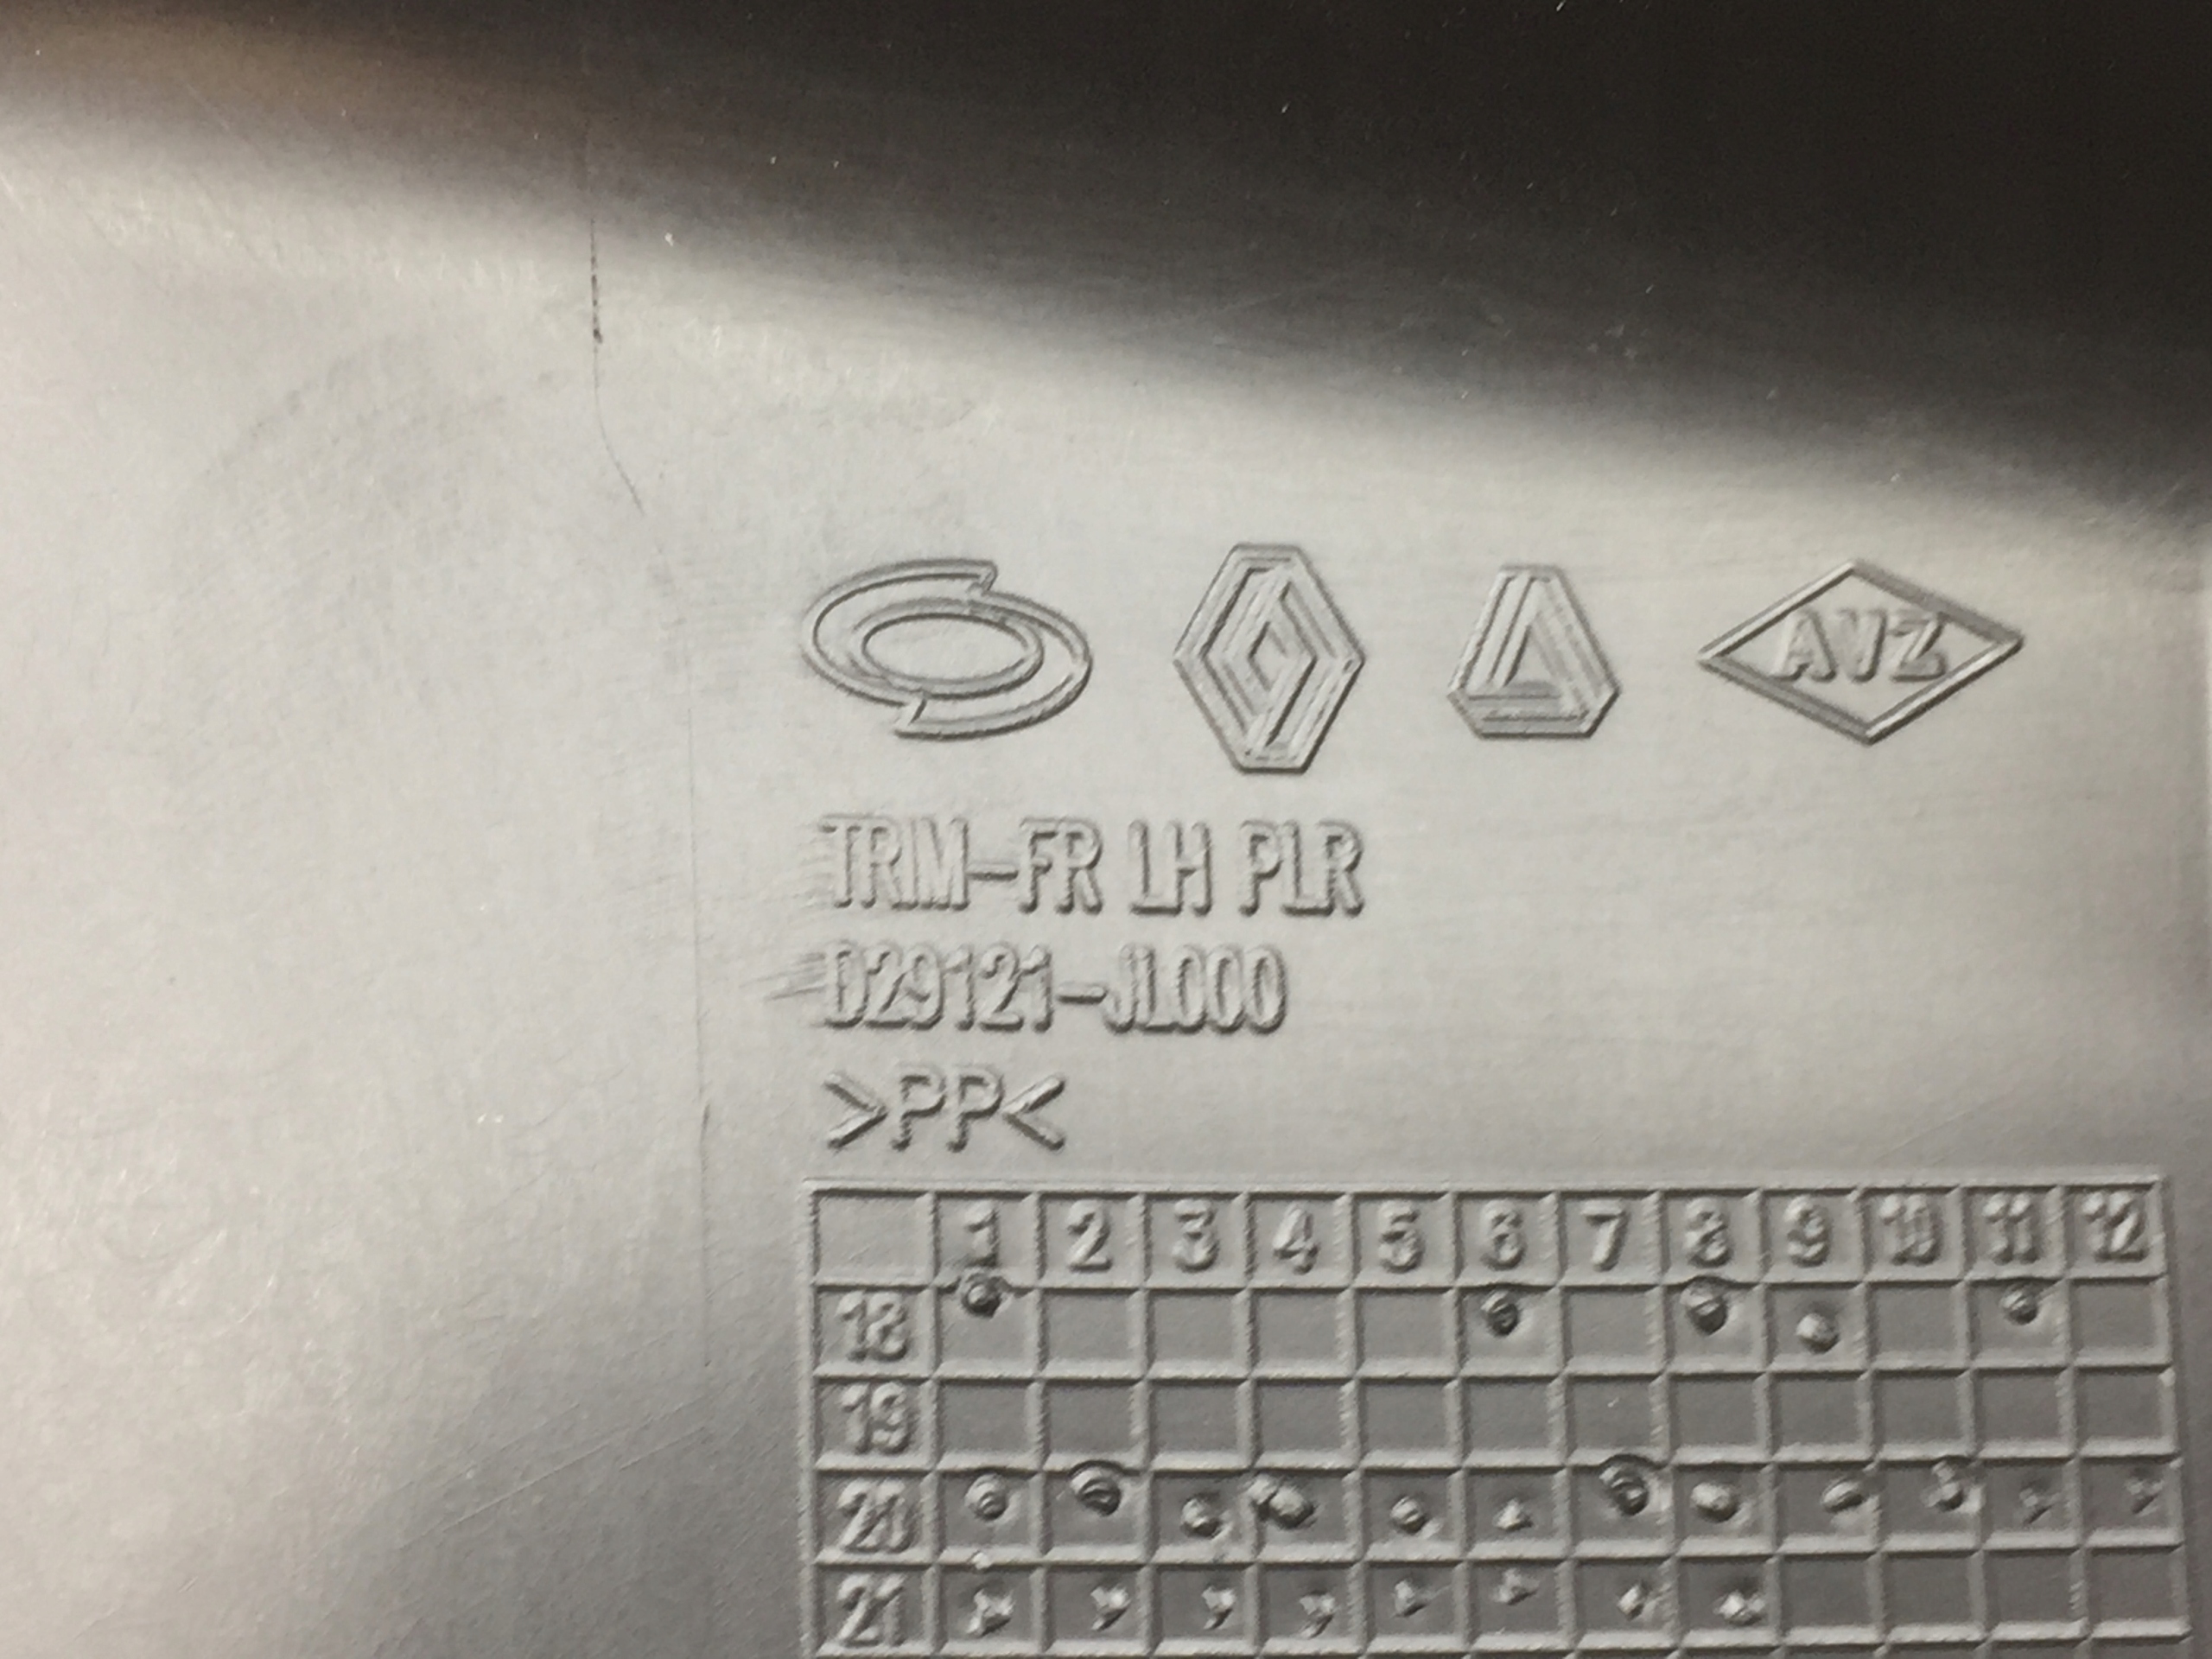 AVZ
TRIM-FR LH PLR
D29121-JL000
>PP<
1 2 3 4 5 6 7 8 9 10 11 12
18
19
20
21